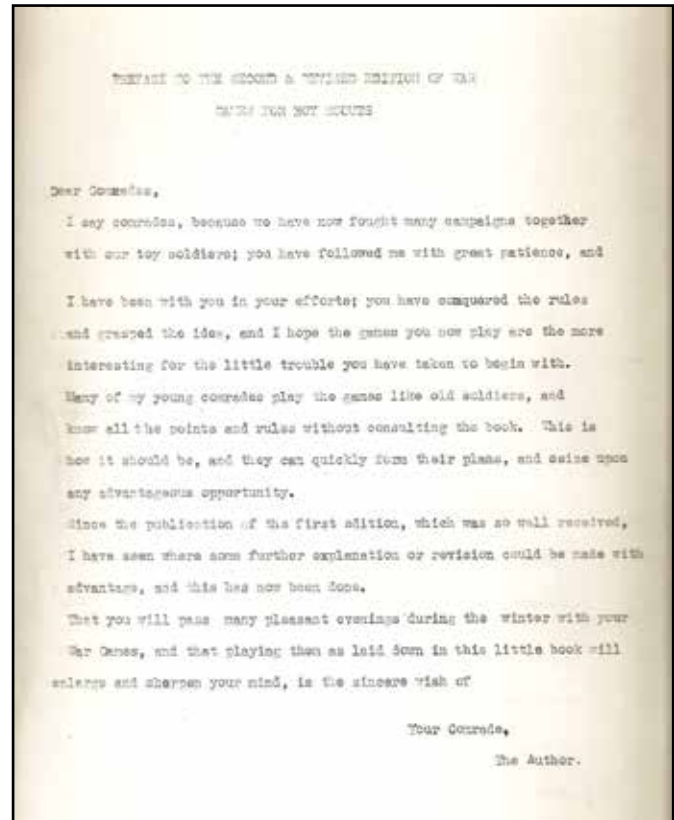 PREFACE TO THE SECOND & REVISED EDITION OF WAR
GAMES FOR BOY SCOUTS
Dear Comrades,
I say comrades, because we have now fought many campaigns together
with our toy soldiers; you have followed me with great patience, and
I have been with you in your efforts; you have conquered the rules
and grasped the idea, and I hope the games you now play are the more
interesting for the little trouble you have taken to begin with.
Many of my young comrades play the games like old soldiers, and
know all the points and rules without consulting the book. This is
how it should be, and they can quickly form their plans, and seize upon
any advantageous opportunity.
Since the publication of the first edition, which was so well received,
I have seen where some further explanation or revision could be made with
advantage, and this has now been done.
That you will pass many pleasant evenings during the winter with your
War Games, and that playing them as laid down in this little book will
enlarge and sharpen your mind, is the sincere wish of
Your Comrade,
The Author.